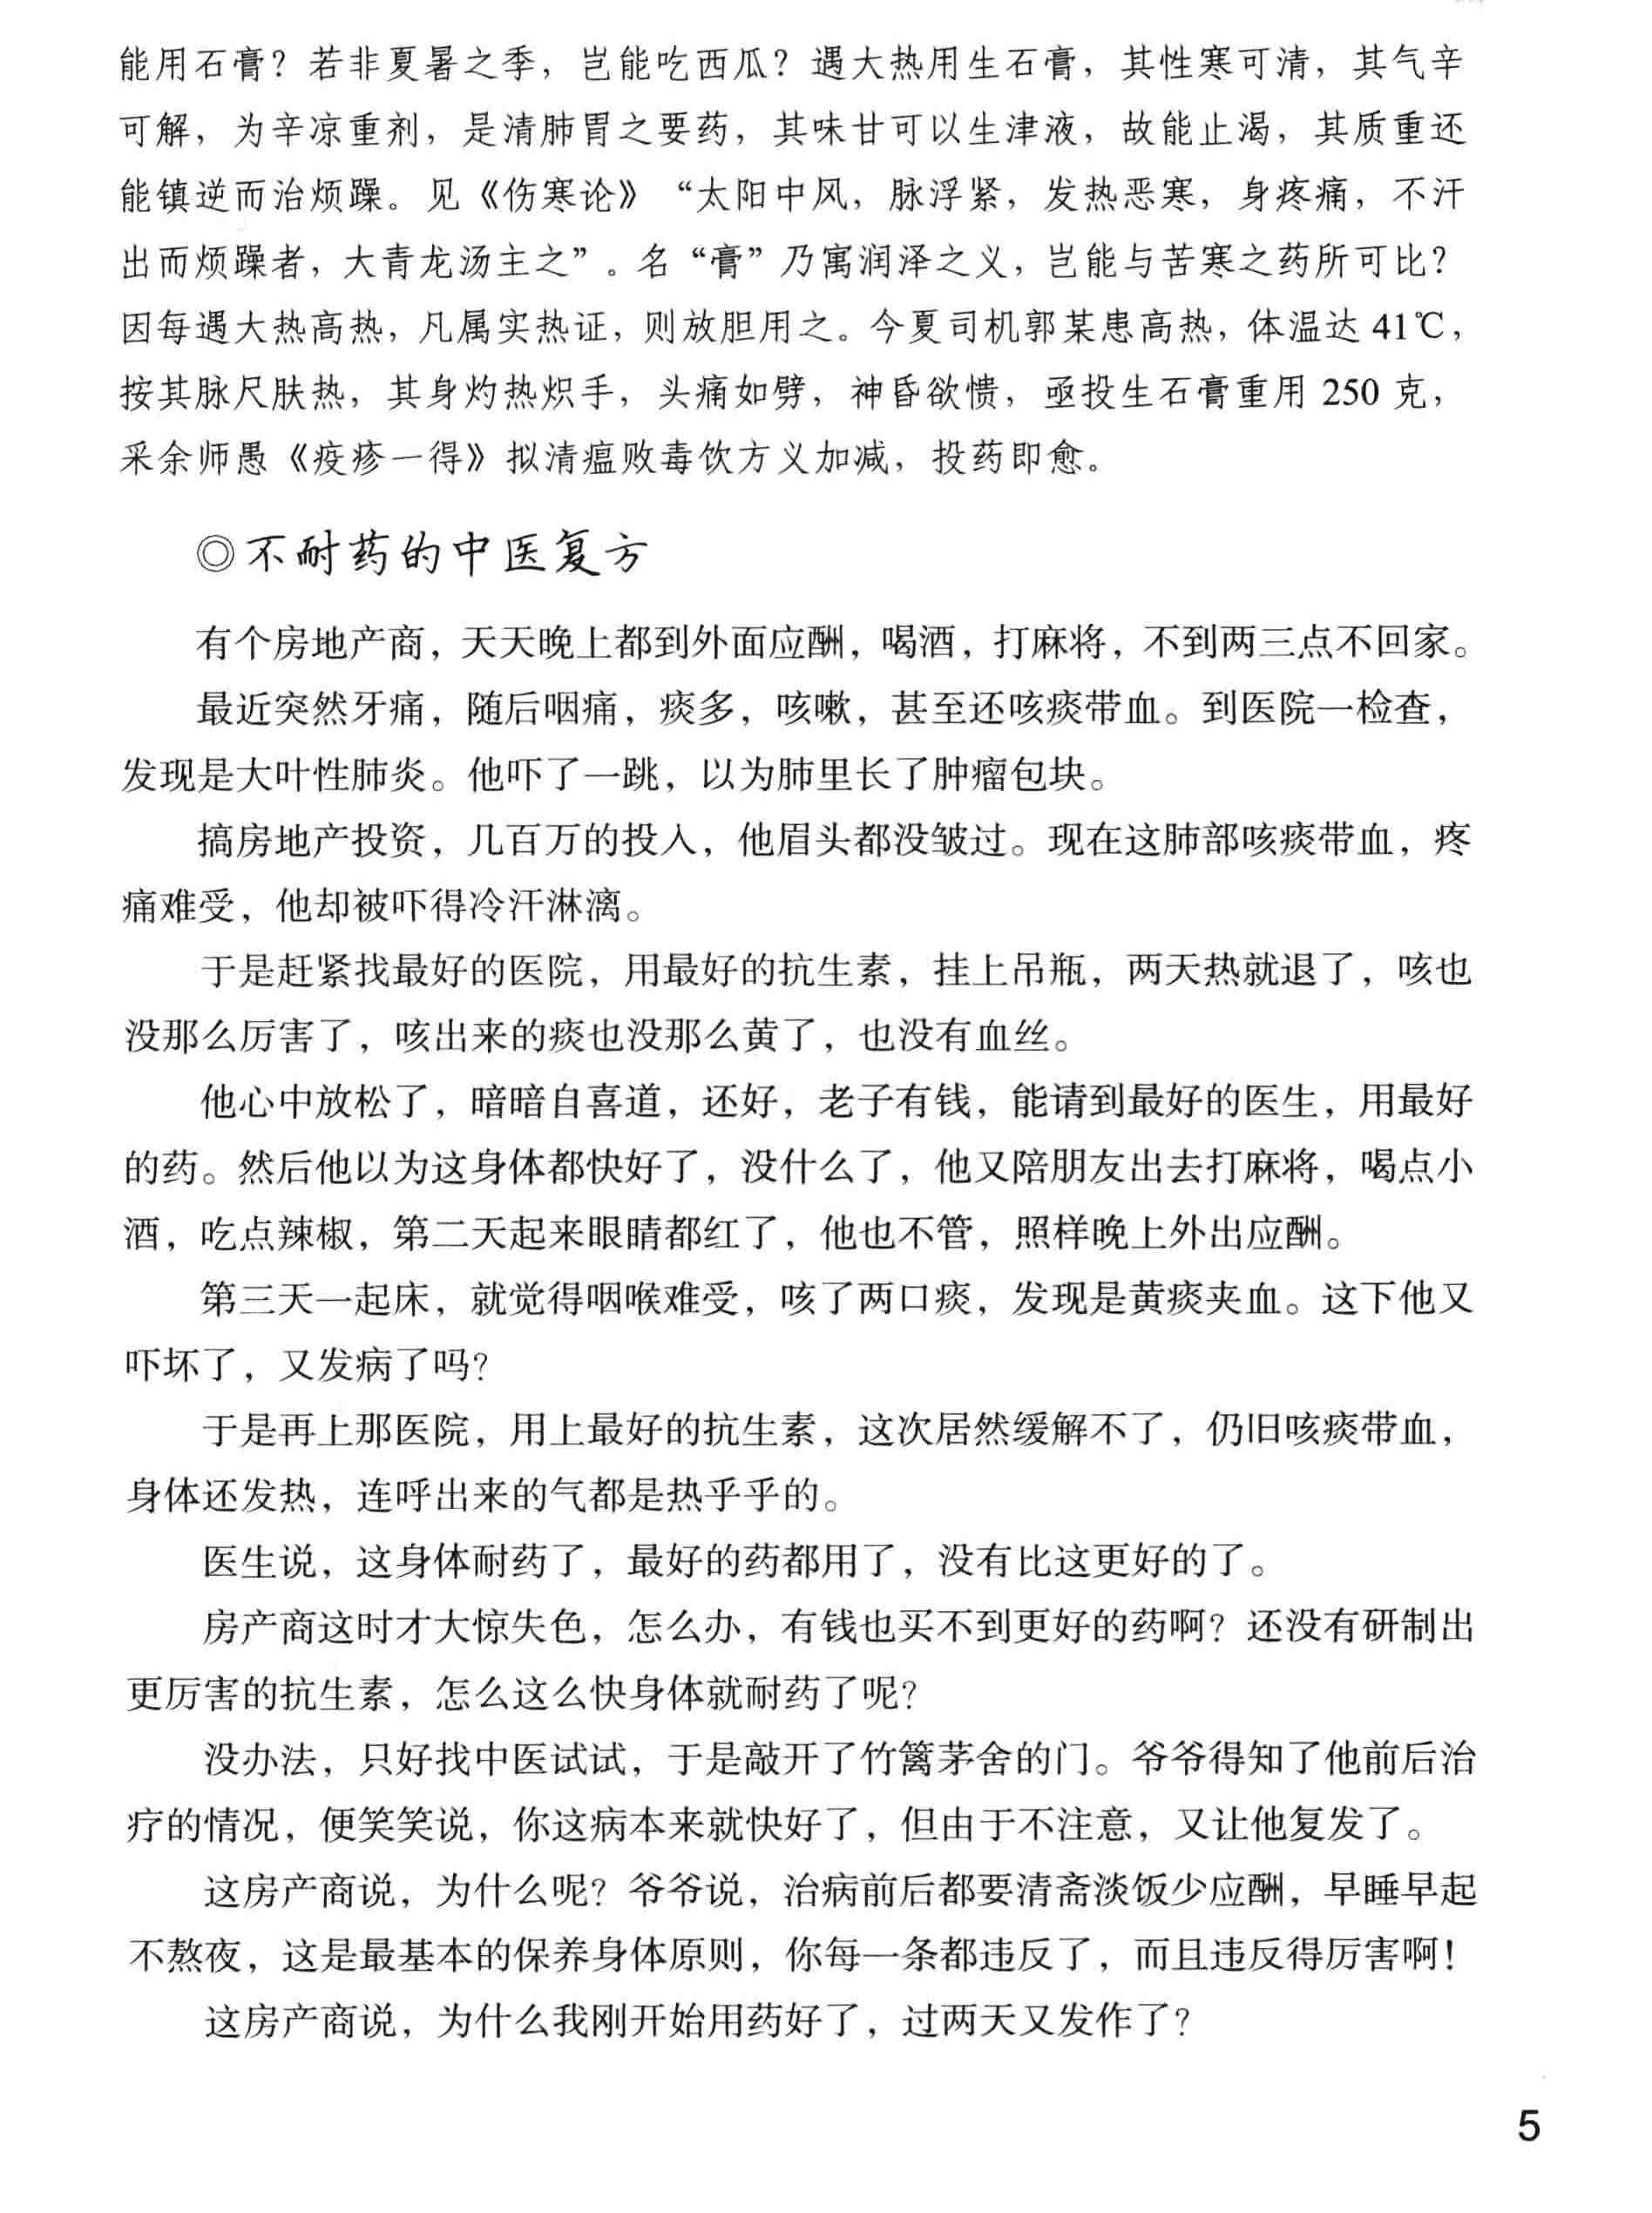 能用石膏？若非夏暑之季，岂能吃西瓜？遇大热用生石膏，其性寒可清，其气辛
可解，为辛凉重剂，是清肺胃之要药，其味甘可以生津液，故能止渴，其质重还
能镇逆而治烦躁。见《伤寒论》“太阳中风，脉浮紧，发热恶寒，身疼痛，不汗
出而烦躁者，大青龙汤主之”。名“膏”乃寓润泽之义，岂能与苦寒之药所可比？
因每遇大热高热，凡属实热证，则放胆用之。今夏司机郭某患高热，体温达 41℃，
按其脉尺肤热，其身灼热炽手，头痛如劈，神昏欲愦，亟投生石膏重用 250 克，
采余师愚《疫疹一得》拟清瘟败毒饮方义加减，投药即愈。
◎不耐药的中医复方
有个房地产商，天天晚上都到外面应酬，喝酒，打麻将，不到两三点不回家。
最近突然牙痛，随后咽痛，痰多，咳嗽，甚至还咳痰带血。到医院一检查，
发现是大叶性肺炎。他吓了一跳，以为肺里长了肿瘤包块。
搞房地产投资，几百万的投入，他眉头都没皱过。现在这肺部咳痰带血，疼
痛难受，他却被吓得冷汗淋漓。
于是赶紧找最好的医院，用最好的抗生素，挂上吊瓶，两天热就退了，咳也
没那么厉害了，咳出来的痰也没那么黄了，也没有血丝。
他心中放松了，暗暗自喜道，还好，老子有钱，能请到最好的医生，用最好
的药。然后他以为这身体都快好了，没什么了，他又陪朋友出去打麻将，喝点小
酒，吃点辣椒，第二天起来眼睛都红了，他也不管，照样晚上外出应酬。
第三天一起床，就觉得咽喉难受，咳了两口痰，发现是黄痰夹血。这下他又
吓坏了，又发病了吗？
于是再上那医院，用上最好的抗生素，这次居然缓解不了，仍旧咳痰带血，
身体还发热，连呼出来的气都是热乎乎的。
医生说，这身体耐药了，最好的药都用了，没有比这更好的了。
房产商这时才大惊失色，怎么办，有钱也买不到更好的药啊？还没有研制出
更厉害的抗生素，怎么这么快身体就耐药了呢？
没办法，只好找中医试试，于是敲开了竹篱茅舍的门。爷爷得知了他前后治
疗的情况，便笑笑说，你这病本来就快好了，但由于不注意，又让他复发了。
这房产商说，为什么呢？爷爷说，治病前后都要清斋淡饭少应酬，早睡早起
不熬夜，这是最基本的保养身体原则，你每一条都违反了，而且违反得厉害啊！
这房产商说，为什么我刚开始用药好了，过两天又发作了？
5